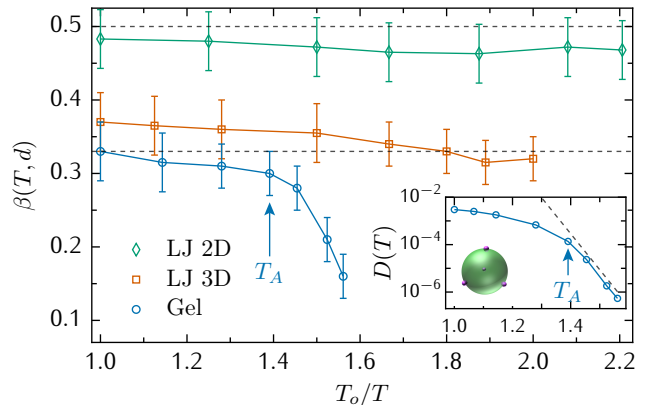 0.5
0.4
0.3
0.2
0.1
β(T, d)
LJ 2D
LJ 3D
Gel
T_A
1.0 1.2 1.4 1.6 1.8 2.0 2.2
T_o/T
10^−2
10^−4
10^−6
D(T)
T_A
1.0 1.2 1.4